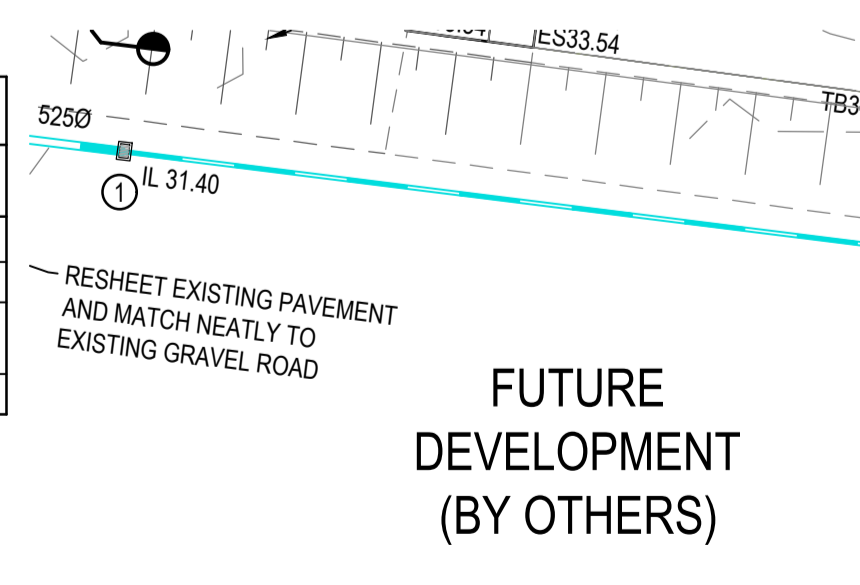 ES33.54
TB3
525Ø
IL 31.40
1
RESHEET EXISTING PAVEMENT
AND MATCH NEATLY TO
EXISTING GRAVEL ROAD
FUTURE
DEVELOPMENT
(BY OTHERS)